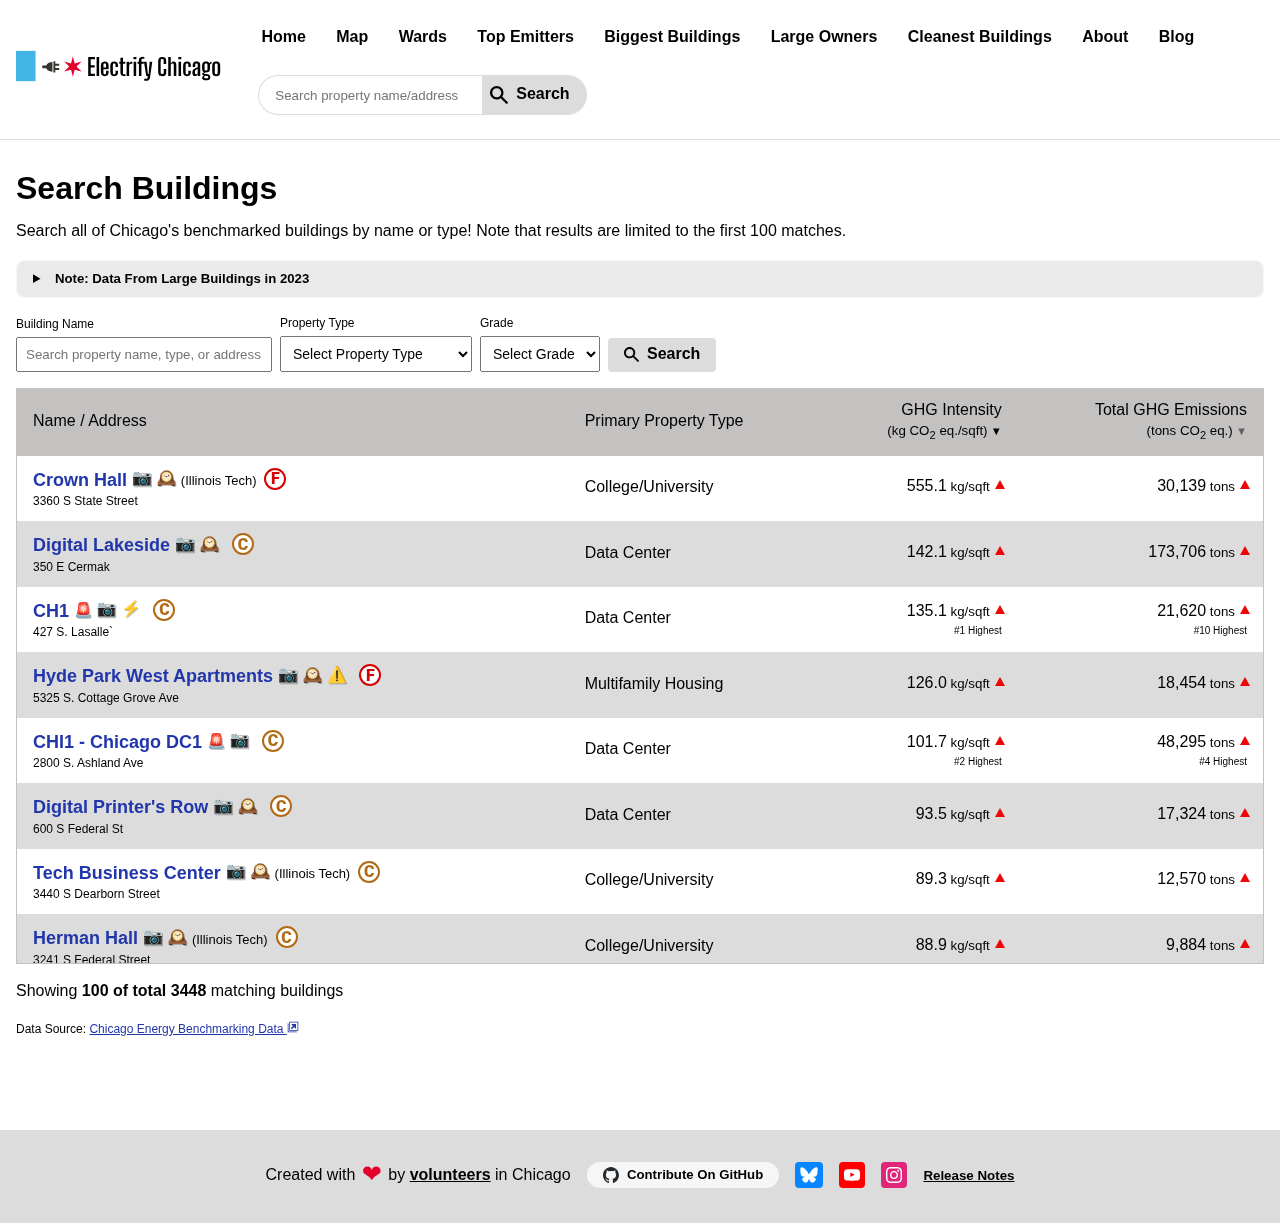 Electrify Chicago
Home Map Wards Top Emitters Biggest Buildings Large Owners Cleanest Buildings About Blog
Search property name/address Search
Search Buildings
Search all of Chicago's benchmarked buildings by name or type! Note that results are limited to the first 100 matches.
Note: Data From Large Buildings in 2023
Building Name Property Type Grade
Search property name, type, or address Select Property Type Select Grade Search
Name / Address Primary Property Type GHG Intensity (kg CO2 eq./sqft) ▼ Total GHG Emissions (tons CO2 eq.) ▼
Crown Hall (Illinois Tech) F College/University 555.1 kg/sqft 30,139 tons
3360 S State Street
Digital Lakeside C Data Center 142.1 kg/sqft 173,706 tons
350 E Cermak
CH1 C Data Center 135.1 kg/sqft 21,620 tons
427 S. Lasalle` #1 Highest #10 Highest
Hyde Park West Apartments F Multifamily Housing 126.0 kg/sqft 18,454 tons
5325 S. Cottage Grove Ave
CHI1 - Chicago DC1 C Data Center 101.7 kg/sqft 48,295 tons
2800 S. Ashland Ave #2 Highest #4 Highest
Digital Printer's Row C Data Center 93.5 kg/sqft 17,324 tons
600 S Federal St
Tech Business Center (Illinois Tech) C College/University 89.3 kg/sqft 12,570 tons
3440 S Dearborn Street
Herman Hall (Illinois Tech) C College/University 88.9 kg/sqft 9,884 tons
3241 S Federal Street
Showing 100 of total 3448 matching buildings
Data Source: Chicago Energy Benchmarking Data
Created with ❤ by volunteers in Chicago Contribute On GitHub Release Notes